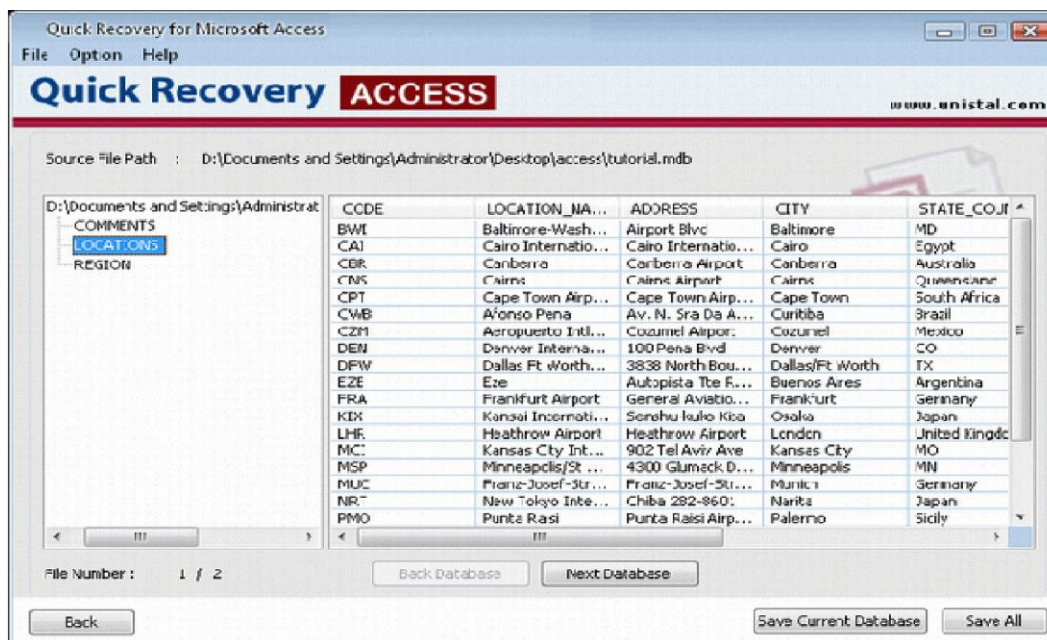 Quick Recovery for Microsoft Access
File Option Help
Quick Recovery ACCESS
www.unistal.com
Source File Path : D:\Documents and Settings\Administrator\Desktop\access\tutorial.mdb
D:\Documents and Settings\Administrat
COMMENTS
LOCATIONS
REGION
CODE LOCATION_NA... ADDRESS CITY STATE_COU
BWI Baltimore-Wash... Airport Blvd Baltimore MD
CAI Cairo Internatio... Cairo Internatio... Cairo Egypt
CBR Canberra Canberra Airport Canberra Australia
CNS Cairns Cairns Airport Cairns Queensland
CPT Cape Town Airp... Cape Town Airp... Cape Town South Africa
CWB Afonso Pena Av. N. Sra Da A... Curitiba Brazil
CZM Aeropuerto Intl... Cozumel Airport Cozumel Mexico
DEN Denver Interna... 100 Pena Blvd Denver CO
DFW Dallas Ft Worth... 3838 North Bou... Dallas/Ft Worth TX
EZE Eze Autopista Tte R... Buenos Aires Argentina
FRA Frankfurt Airport General Aviatio... Frankfurt Germany
KIX Kansai Internati... Senshu-kuko Kita Osaka Japan
LHR Heathrow Airport Heathrow Airport London United Kingdo
MCI Kansas City Int... 902 Tel Aviv Ave Kansas City MO
MSP Minneapolis/St ... 4300 Glumack D... Minneapolis MN
MUC Franz-Josef-Str... Franz-Josef-Str... Munich Germany
NRT New Tokyo Inte... Chiba 282-8601 Narita Japan
PMO Punta Rasi Punta Raisi Airp... Palermo Sicily
File Number : 1 / 2
Back Database Next Database
Back Save Current Database Save All